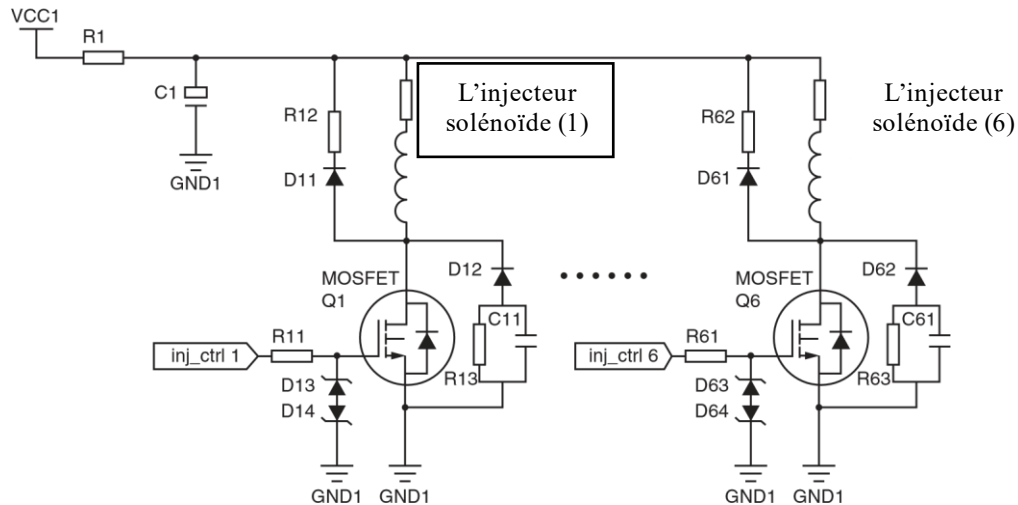 VCC1
R1
C1
GND1
R12
D11
L’injecteur
solénoïde (1)
MOSFET
Q1
D12
C11
R13
inj_ctrl 1
R11
D13
D14
GND1
GND1
R62
D61
L’injecteur
solénoïde (6)
MOSFET
Q6
D62
C61
R63
inj_ctrl 6
R61
D63
D64
GND1
GND1